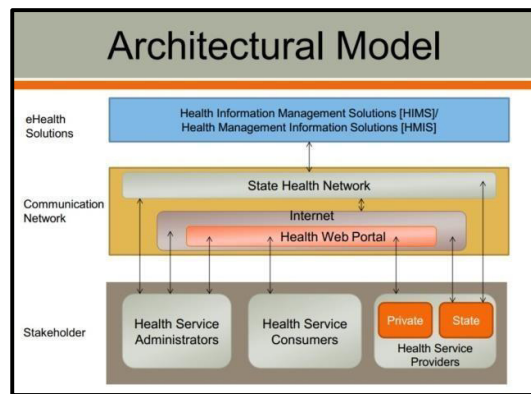 Architectural Model
eHealth
Solutions
Health Information Management Solutions [HIMS]/
Health Management Information Solutions [HMIS]
Communication
Network
State Health Network
Internet
Health Web Portal
Stakeholder
Health Service
Administrators
Health Service
Consumers
Private
State
Health Service
Providers